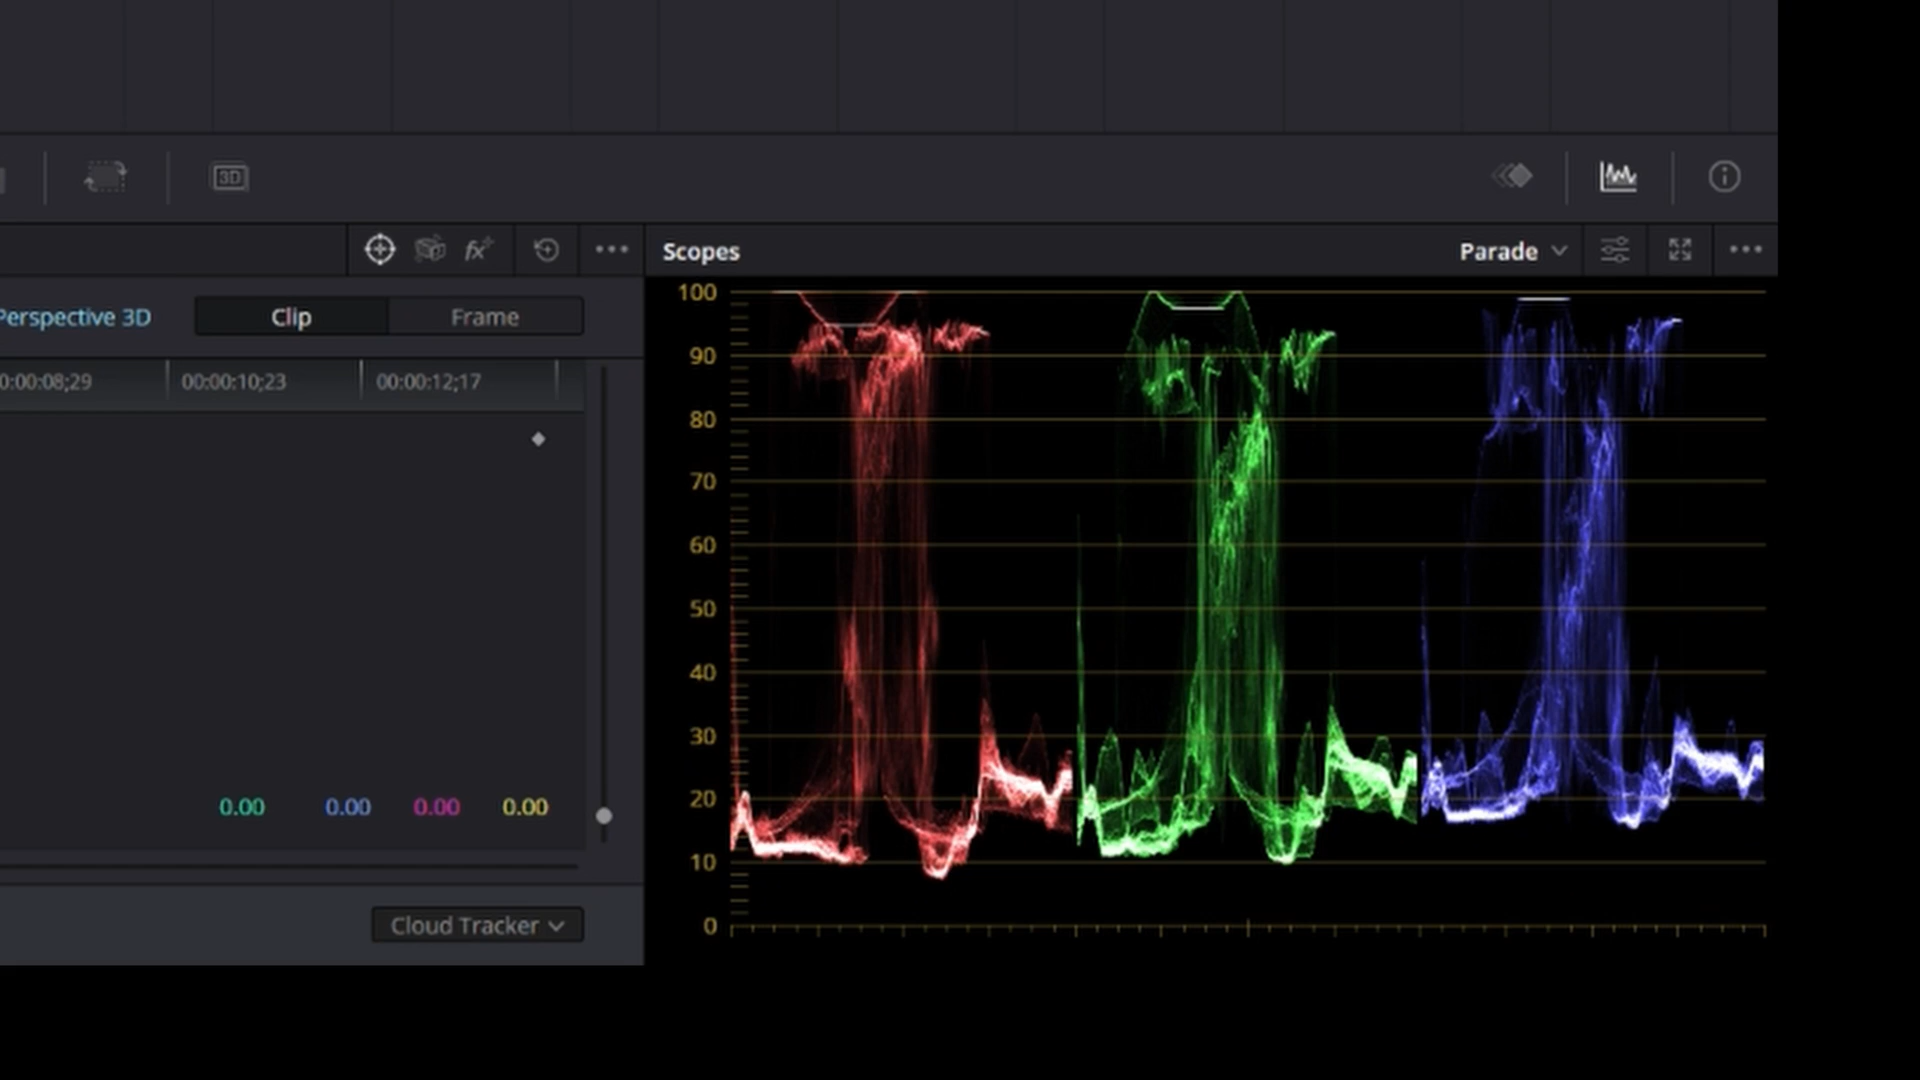 3D
fx
Scopes
Parade
Perspective 3D
Clip
Frame
0:00:08;29
00:00:10;23
00:00:12;17
100
90
80
70
60
50
40
30
20
10
0
0.00
0.00
0.00
0.00
Cloud Tracker